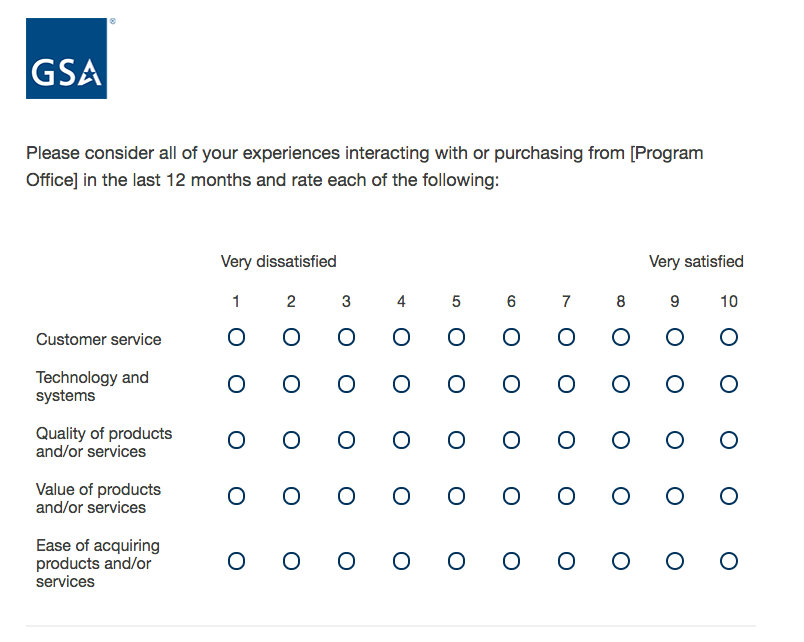 GSA®
Please consider all of your experiences interacting with or purchasing from [Program
Office] in the last 12 months and rate each of the following:
Very dissatisfied Very satisfied
1 2 3 4 5 6 7 8 9 10
Customer service
Technology and
systems
Quality of products
and/or services
Value of products
and/or services
Ease of acquiring
products and/or
services